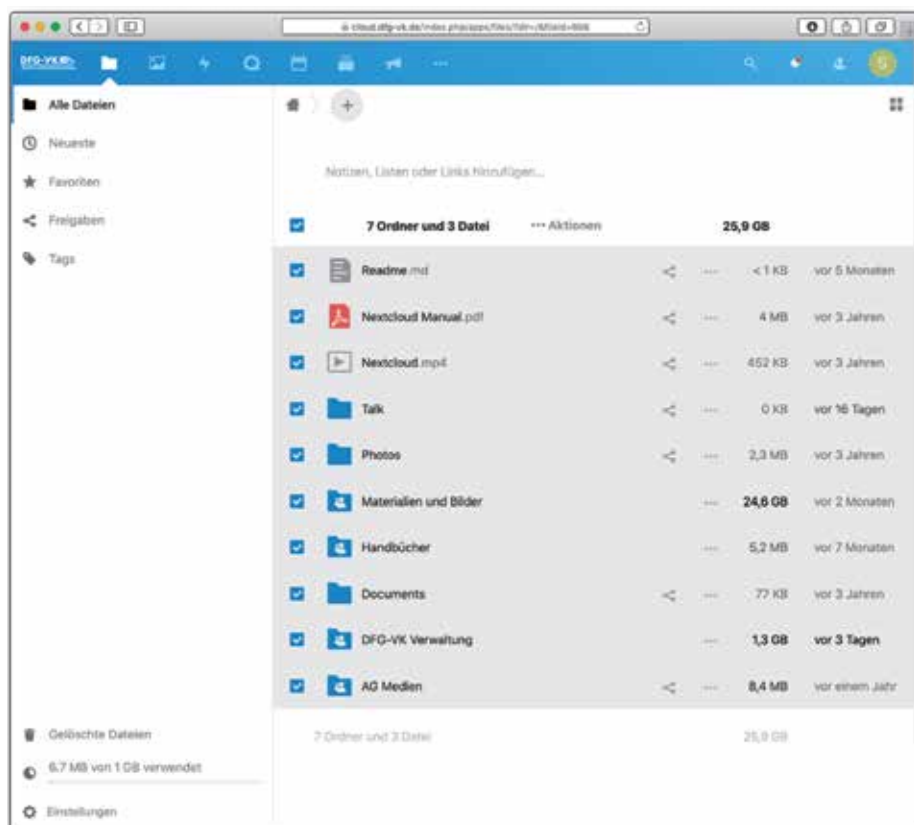 DFG-VK
S
Alle Dateien
Neueste
Favoriten
Freigaben
Tags
Notizen, Listen oder Links hinzufügen...
7 Ordner und 3 Datei ••• Aktionen 25,9 GB
Readme.md < 1 KB vor 5 Monaten
Nextcloud Manual.pdf 4 MB vor 3 Jahren
Nextcloud.mp4 452 KB vor 3 Jahren
Talk 0 KB vor 16 Tagen
Photos 2,3 MB vor 3 Jahren
Materialien und Bilder 24,6 GB vor 2 Monaten
Handbücher 5,2 MB vor 7 Monaten
Documents 77 KB vor 3 Jahren
DFG-VK Verwaltung 1,3 GB vor 3 Tagen
AG Medien 8,4 MB vor einem Jahr
7 Ordner und 3 Datei 25,9 GB
Gelöschte Dateien
6.7 MB von 1 GB verwendet
Einstellungen